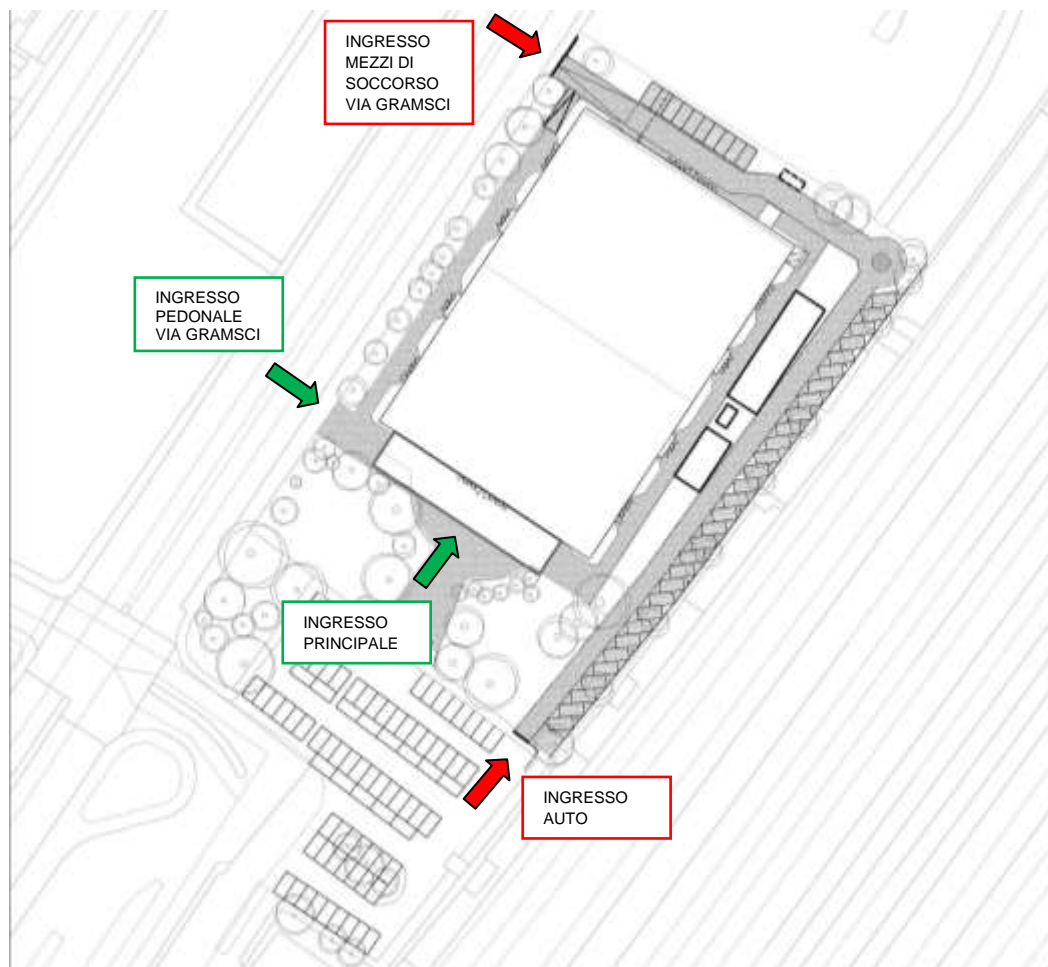 INGRESSO
MEZZI DI
SOCCORSO
VIA GRAMSCI
INGRESSO
PEDONALE
VIA GRAMSCI
INGRESSO
PRINCIPALE
INGRESSO
AUTO